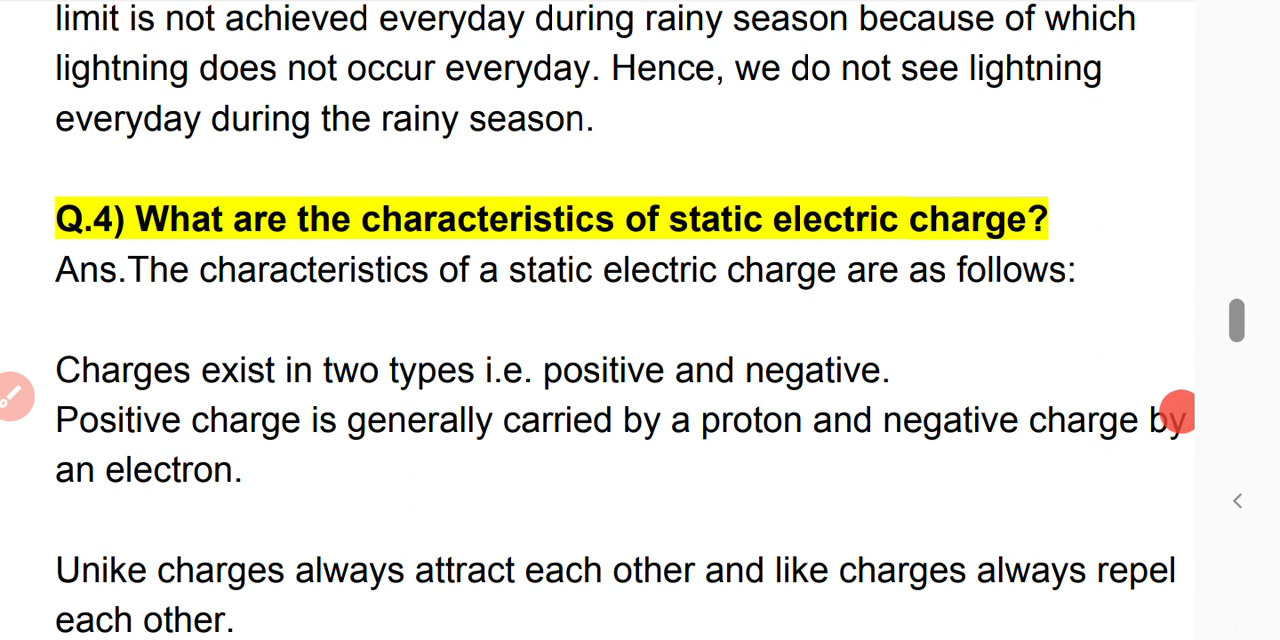 limit is not achieved everyday during rainy season because of which
lightning does not occur everyday. Hence, we do not see lightning
everyday during the rainy season.
Q.4) What are the characteristics of static electric charge?
Ans.The characteristics of a static electric charge are as follows:
Charges exist in two types i.e. positive and negative.
Positive charge is generally carried by a proton and negative charge by
an electron.
Unike charges always attract each other and like charges always repel
each other.